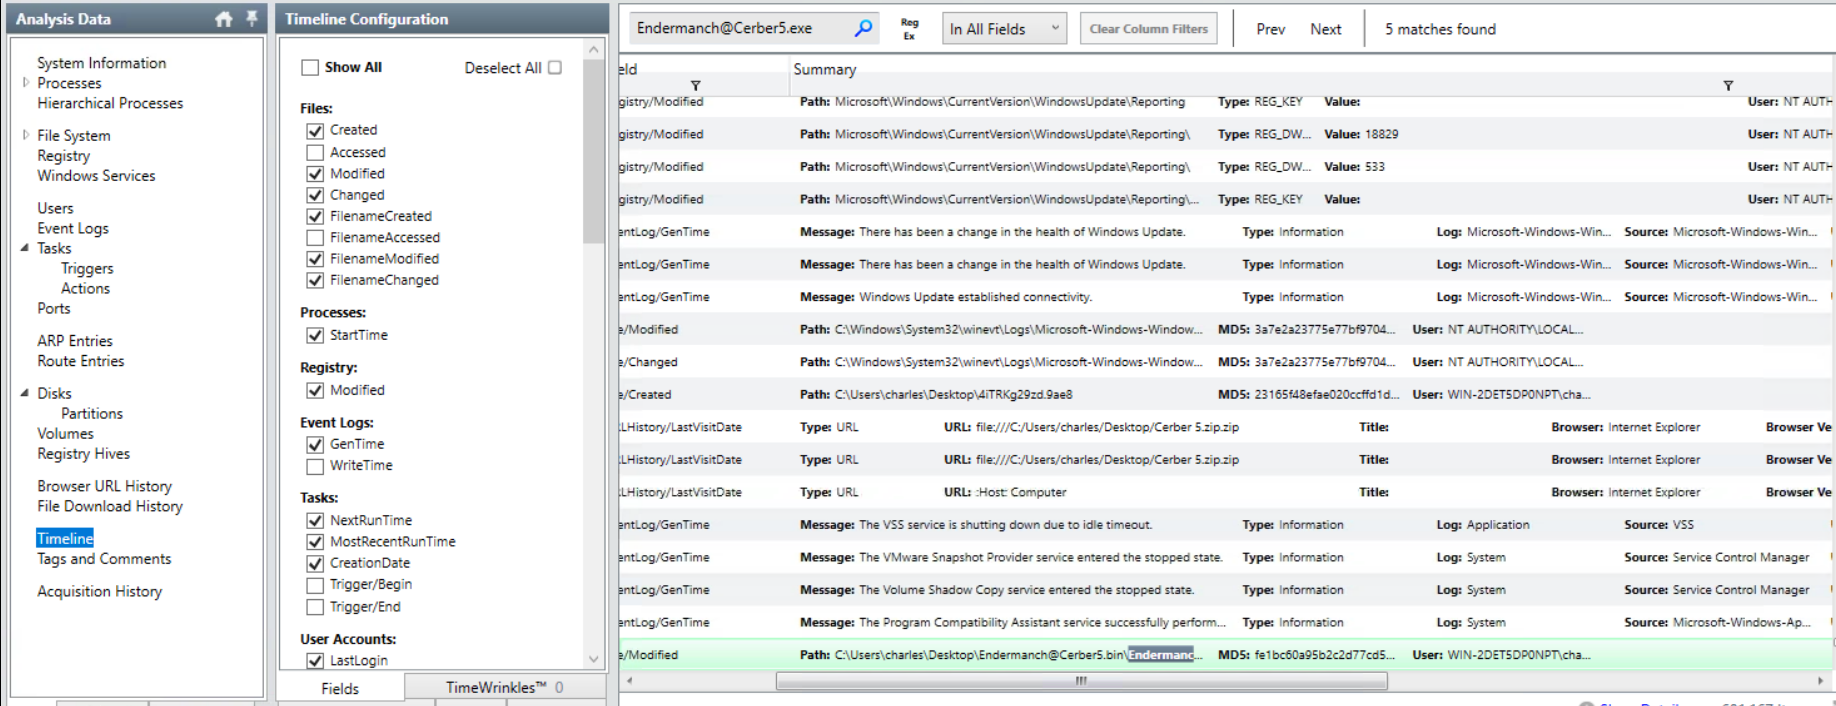 Analysis Data
System Information
Processes
Hierarchical Processes
File System
Registry
Windows Services
Users
Event Logs
Tasks
Triggers
Actions
Ports
ARP Entries
Route Entries
Disks
Partitions
Volumes
Registry Hives
Browser URL History
File Download History
Timeline
Tags and Comments
Acquisition History
Timeline Configuration
Show All Deselect All
Files:
Created
Accessed
Modified
Changed
FilenameCreated
FilenameAccessed
FilenameModified
FilenameChanged
Processes:
StartTime
Registry:
Modified
Event Logs:
GenTime
WriteTime
Tasks:
NextRunTime
MostRecentRunTime
CreationDate
Trigger/Begin
Trigger/End
User Accounts:
LastLogin
Fields TimeWrinkles™ 0
Endermanch@Cerber5.exe Reg Ex In All Fields Clear Column Filters Prev Next 5 matches found
eld Summary
gistry/Modified Path: Microsoft\Windows\CurrentVersion\WindowsUpdate\Reporting Type: REG_KEY Value: User: NT AUTH
gistry/Modified Path: Microsoft\Windows\CurrentVersion\WindowsUpdate\Reporting\ Type: REG_DW... Value: 18829 User: NT AUTH
gistry/Modified Path: Microsoft\Windows\CurrentVersion\WindowsUpdate\Reporting\ Type: REG_DW... Value: 533 User: NT AUTH
gistry/Modified Path: Microsoft\Windows\CurrentVersion\WindowsUpdate\Reporting\... Type: REG_KEY Value: User: NT AUTH
entLog/GenTime Message: There has been a change in the health of Windows Update. Type: Information Log: Microsoft-Windows-Win... Source: Microsoft-Windows-Win...
entLog/GenTime Message: There has been a change in the health of Windows Update. Type: Information Log: Microsoft-Windows-Win... Source: Microsoft-Windows-Win...
entLog/GenTime Message: Windows Update established connectivity. Type: Information Log: Microsoft-Windows-Win... Source: Microsoft-Windows-Win...
e/Modified Path: C:\Windows\System32\winevt\Logs\Microsoft-Windows-Window... MD5: 3a7e2a23775e77bf9704... User: NT AUTHORITY\LOCAL...
e/Changed Path: C:\Windows\System32\winevt\Logs\Microsoft-Windows-Window... MD5: 3a7e2a23775e77bf9704... User: NT AUTHORITY\LOCAL...
e/Created Path: C:\Users\charles\Desktop\4iTRKg29zd.9ae8 MD5: 23165f48efae020ccffd1d... User: WIN-2DET5DP0NPT\cha...
LHistory/LastVisitDate Type: URL URL: file:///C:/Users/charles/Desktop/Cerber 5.zip.zip Title: Browser: Internet Explorer Browser Ve
LHistory/LastVisitDate Type: URL URL: file:///C:/Users/charles/Desktop/Cerber 5.zip.zip Title: Browser: Internet Explorer Browser Ve
LHistory/LastVisitDate Type: URL URL: :Host: Computer Title: Browser: Internet Explorer Browser Ve
entLog/GenTime Message: The VSS service is shutting down due to idle timeout. Type: Information Log: Application Source: VSS
entLog/GenTime Message: The VMware Snapshot Provider service entered the stopped state. Type: Information Log: System Source: Service Control Manager
entLog/GenTime Message: The Volume Shadow Copy service entered the stopped state. Type: Information Log: System Source: Service Control Manager
entLog/GenTime Message: The Program Compatibility Assistant service successfully perform... Type: Information Log: System Source: Microsoft-Windows-Ap...
e/Modified Path: C:\Users\charles\Desktop\Endermanch@Cerber5.bin\Endermanc... MD5: fe1bc60a95b2c2d77cd5... User: WIN-2DET5DP0NPT\cha...